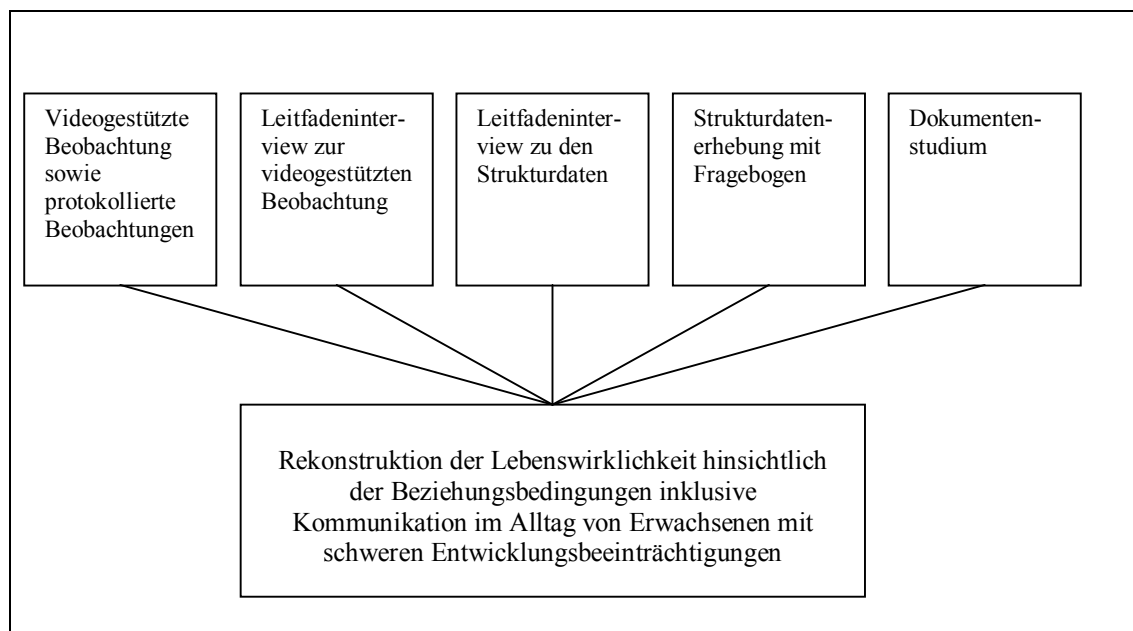 Videogestützte
Beobachtung
sowie
protokollierte
Beobachtungen
Leitfadeninter-
view zur
videogestützten
Beobachtung
Leitfadeninter-
view zu den
Strukturdaten
Strukturdaten-
erhebung mit
Fragebogen
Dokumenten-
studium
Rekonstruktion der Lebenswirklichkeit hinsichtlich
der Beziehungsbedingungen inklusive
Kommunikation im Alltag von Erwachsenen mit
schweren Entwicklungsbeeinträchtigungen